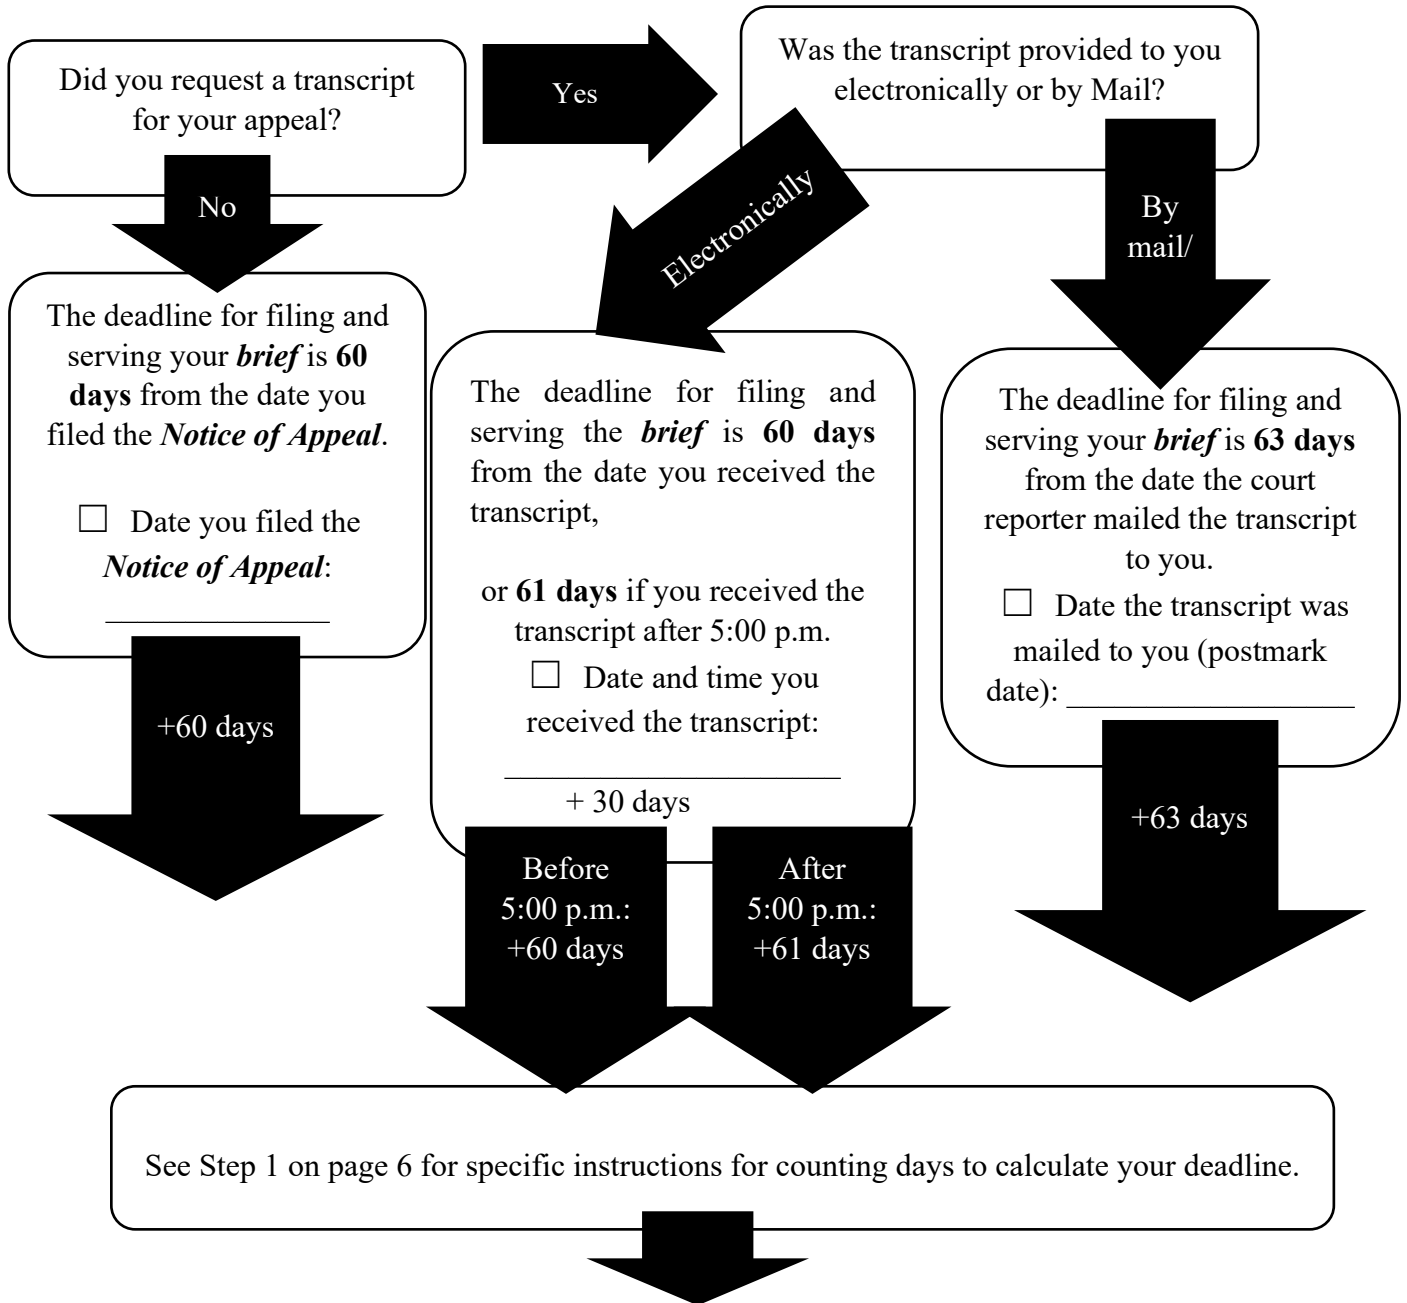 Did you request a transcript
for your appeal?
Yes
Was the transcript provided to you
electronically or by Mail?
No
Electronically
By
mail/
The deadline for filing and
serving your brief is 60
days from the date you
filed the Notice of Appeal.
☐ Date you filed the
Notice of Appeal:
______________
+60 days
The deadline for filing and
serving the brief is 60 days
from the date you received the
transcript,
or 61 days if you received the
transcript after 5:00 p.m.
☐ Date and time you
received the transcript:
_____________________
+ 30 days
Before
5:00 p.m.:
+60 days
After
5:00 p.m.:
+61 days
The deadline for filing and
serving your brief is 63 days
from the date the court
reporter mailed the transcript
to you.
☐ Date the transcript was
mailed to you (postmark
date): __________________
+63 days
See Step 1 on page 6 for specific instructions for counting days to calculate your deadline.